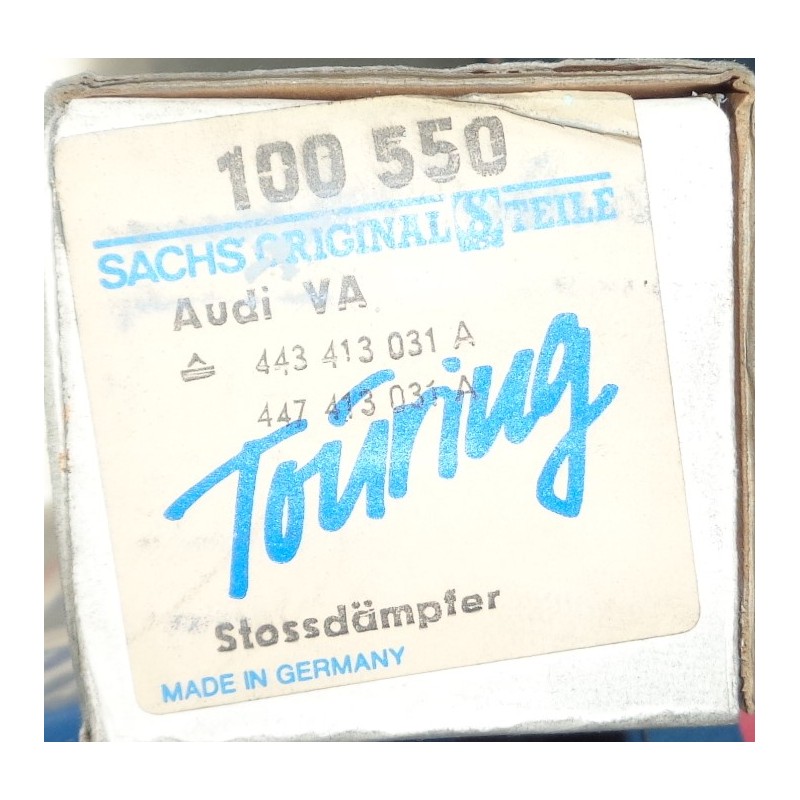 100 550
SACHS ORIGINAL S TEILE
Audi VA
≙ 443 413 031 A
447 413 031 A
Touring
Stossdämpfer
MADE IN GERMANY